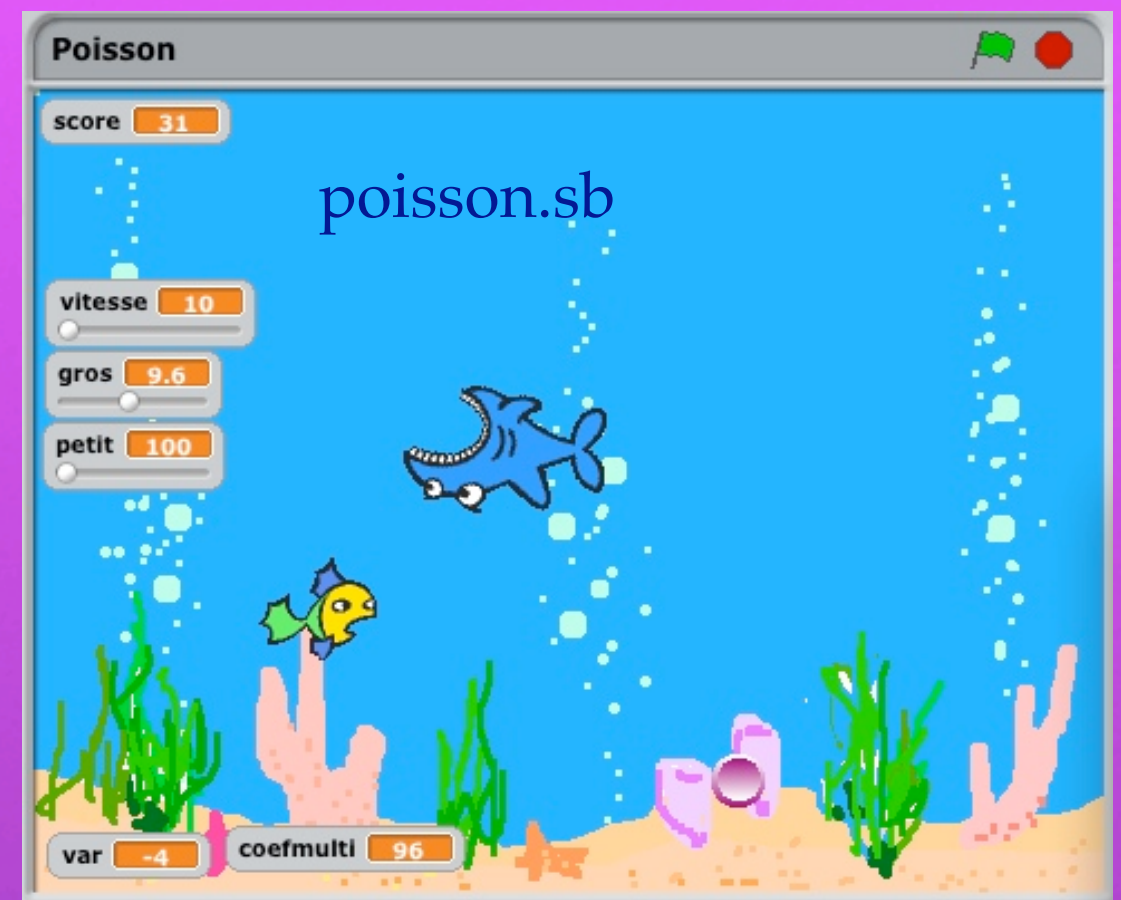 Poisson
score 31
poisson.sb
vitesse 10
gros 9.6
petit 100
var -4 coefmulti 96